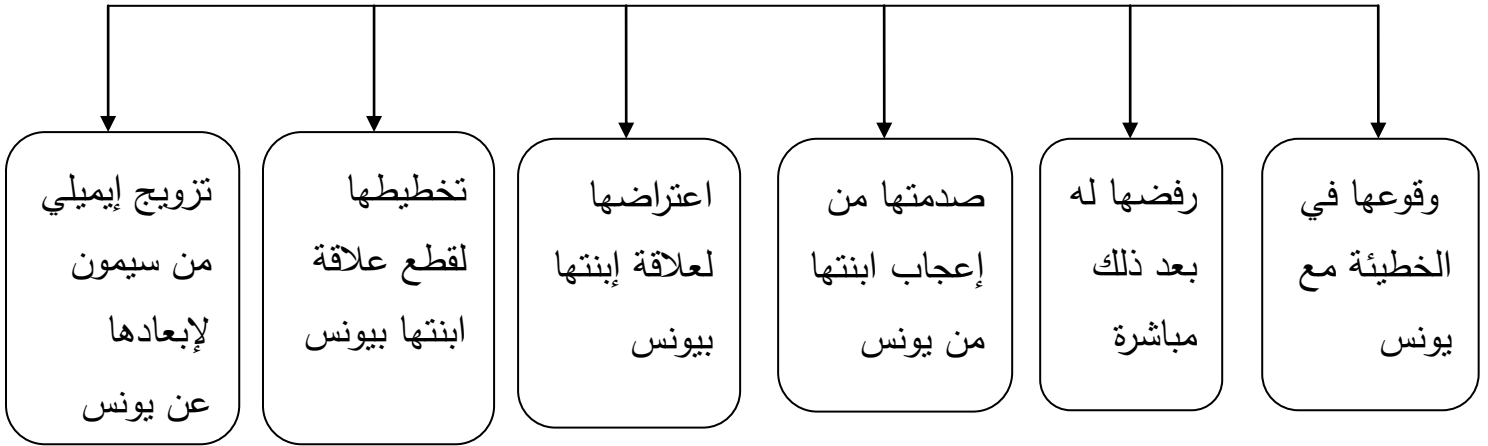 وقوعها في
الخطيئة مع
يونس
رفضها له
بعد ذلك
مباشرة
صدمتها من
إعجاب ابنتها
من يونس
اعتراضها
لعلاقة إبنتها
بيونس
تخطيطها
لقطع علاقة
ابنتها بيونس
تزويج إيميلي
من سيمون
لإبعادها
عن يونس